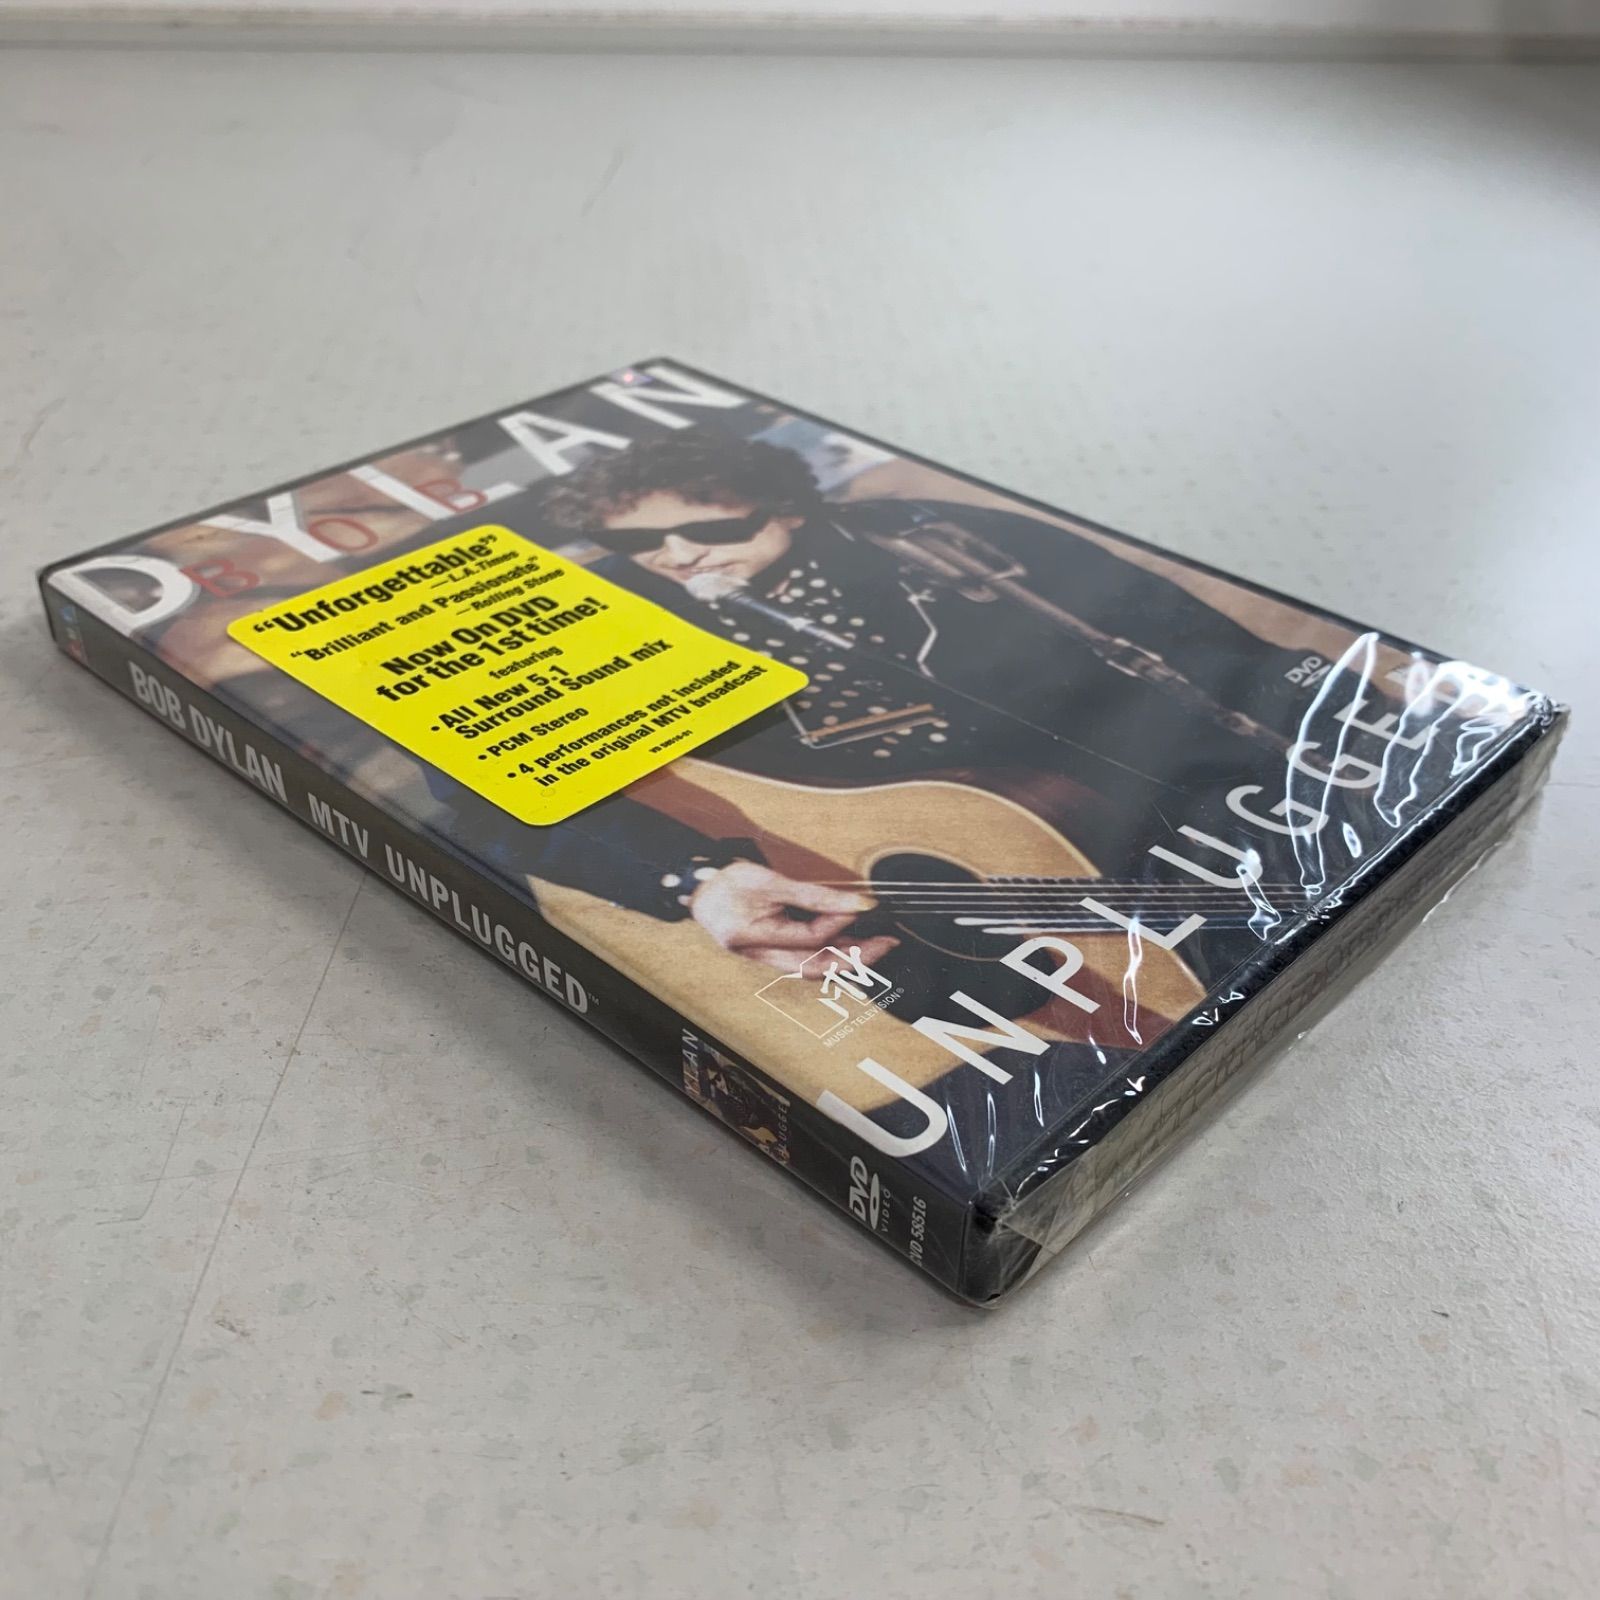 DYLAN
BOB
“Unforgettable”
—L.A. Times
“Brilliant and Passionate”
—Rolling Stone
Now On DVD
for the 1st time!
featuring
• All New 5.1
Surround Sound mix
• PCM Stereo
• 4 performances not included
in the original MTV broadcast
DVD
MTV
MUSIC TELEVISION®
UNPLUGGED
BOB DYLAN MTV UNPLUGGED™
DVD
VIDEO
CVD 58516